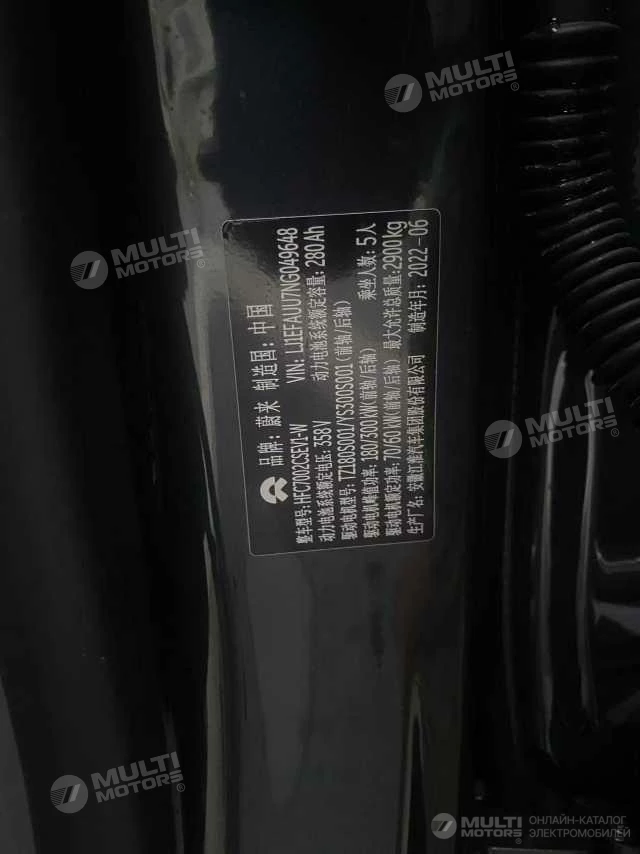 MULTI
MOTORS®
MULTI
MOTORS®
品牌: 蔚来 制造国: 中国
整车型号: HFC7002CSEV1-W VIN: LJ1EFAUU7NG049648
动力电池系统额定电压: 358V 动力电池系统额定容量: 280Ah
驱动电机型号: TZ180S001/YS300S001(前轴/后轴)
驱动电机峰值功率: 180/300kW(前轴/后轴) 乘坐人数: 5人
驱动电机额定功率: 70/60kW(前轴/后轴) 最大允许总质量: 2900kg
生产厂名: 安徽江淮汽车集团股份有限公司 制造年月: 2022-06
MULTI
MOTORS®
MULTI
MOTORS®
MULTI
MOTORS®
ОНЛАЙН-КАТАЛОГ
ЭЛЕКТРОМОБИЛЕЙ